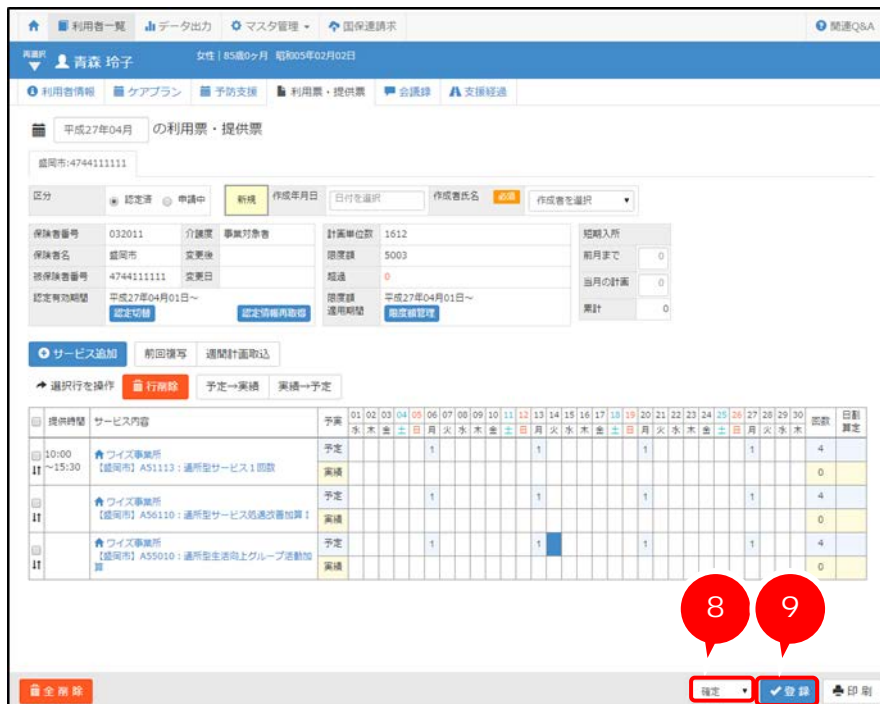 利用者一覧 データ出力 マスタ管理 国保連請求 関連Q&A
再選択 青森 玲子 女性 | 85歳0ヶ月 昭和05年02月02日
利用者情報 ケアプラン 予防支援 利用票・提供票 会議録 支援経過
平成27年04月 の利用票・提供票
盛岡市:4744111111
区分 認定済 申請中 新規 作成年月日 日付を選択 作成者氏名 必須 作成者を選択
保険者番号 032011 介護度 事業対象者 計画単位数 1612 短期入所
保険者名 盛岡市 変更後 限度額 5003 前月まで 0
被保険者番号 4744111111 変更日 超過 0 当月の計画 0
認定有効期間 平成27年04月01日～ 限度額適用期間 平成27年04月01日～ 累計 0
認定切替 認定情報再取得 限度額管理
サービス追加 前回複写 週間計画取込
選択行を操作 行削除 予定→実績 実績→予定
提供時間 サービス内容 予実 01 02 03 04 05 06 07 08 09 10 11 12 13 14 15 16 17 18 19 20 21 22 23 24 25 26 27 28 29 30 回数 日割算定
水 木 金 土 日 月 火 水 木 金 土 日 月 火 水 木 金 土 日 月 火 水 木 金 土 日 月 火 水 木
10:00～15:30 ワイズ事業所 予定 1 1 1 1 4
【盛岡市】A51113：通所型サービス1回数 実績 0
ワイズ事業所 予定 1 1 1 1 4
【盛岡市】A56110：通所型サービス処遇改善加算Ⅰ 実績 0
ワイズ事業所 予定 1 1 1 1 4
【盛岡市】A55010：通所型生活向上グループ活動加算 実績 0
8 9
全削除 確定 登録 印刷